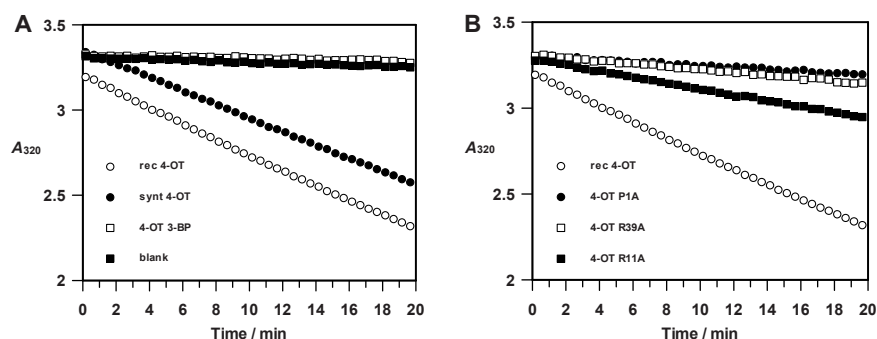 A
B
3.5
3
2.5
2
A320
rec 4-OT
synt 4-OT
4-OT 3-BP
blank
0 2 4 6 8 10 12 14 16 18 20
Time / min
3.5
3
2.5
2
A320
rec 4-OT
4-OT P1A
4-OT R39A
4-OT R11A
0 2 4 6 8 10 12 14 16 18 20
Time / min